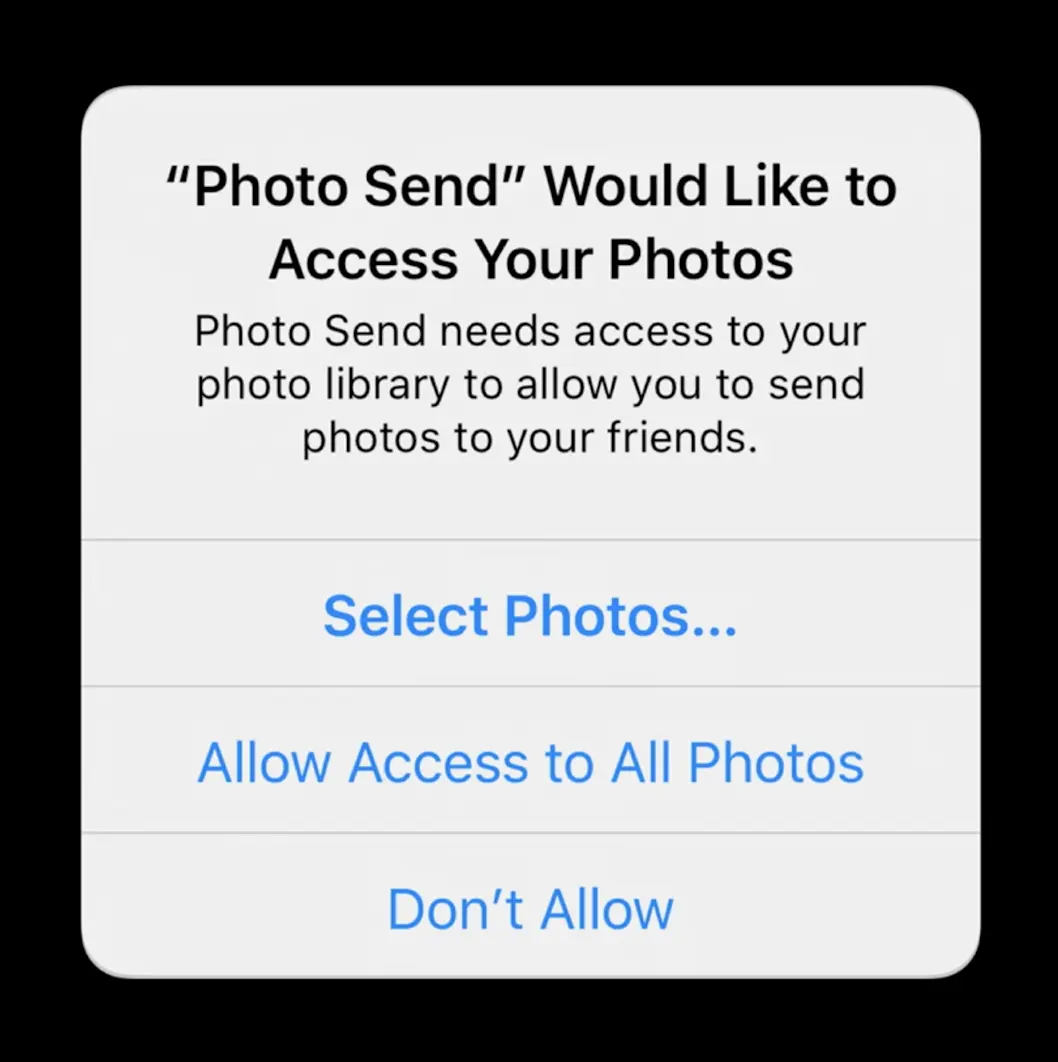 “Photo Send” Would Like to
Access Your Photos
Photo Send needs access to your
photo library to allow you to send
photos to your friends.
Select Photos...
Allow Access to All Photos
Don’t Allow